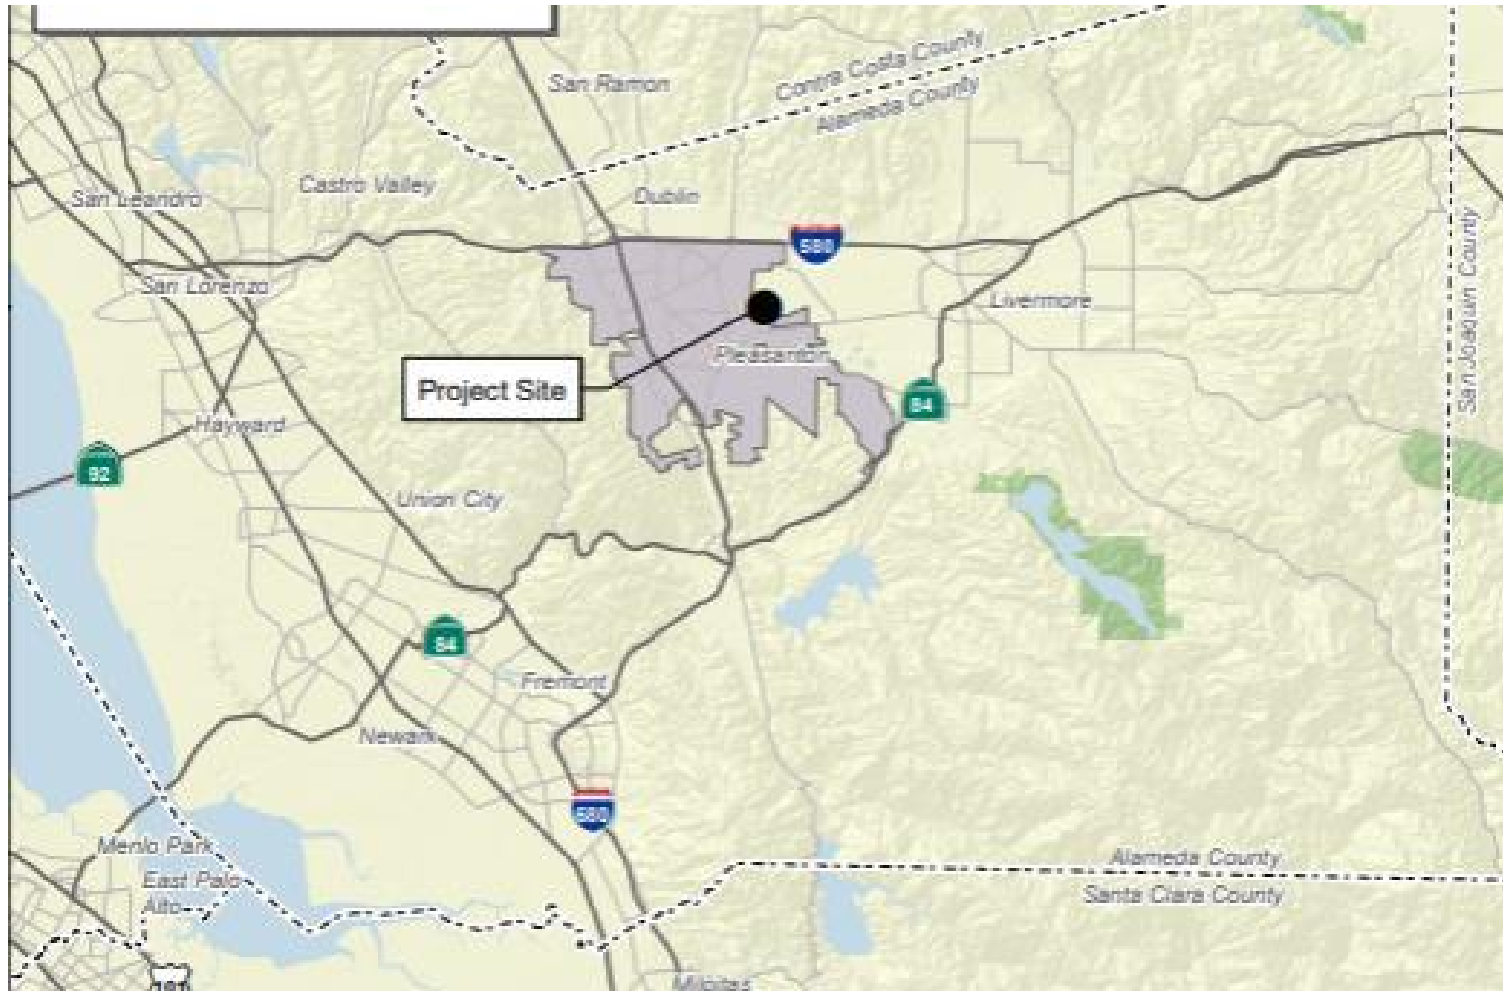 San Ramon
Contra Costa County
Alameda County
Castro Valley
San Leandro
Dublin
580
San Lorenzo
Livermore
San Joaquin County
Pleasanton
Project Site
84
Hayward
92
Union City
84
Fremont
Newark
Menlo Park
Alameda County
East Palo
Alto
Santa Clara County
101
Milpitas